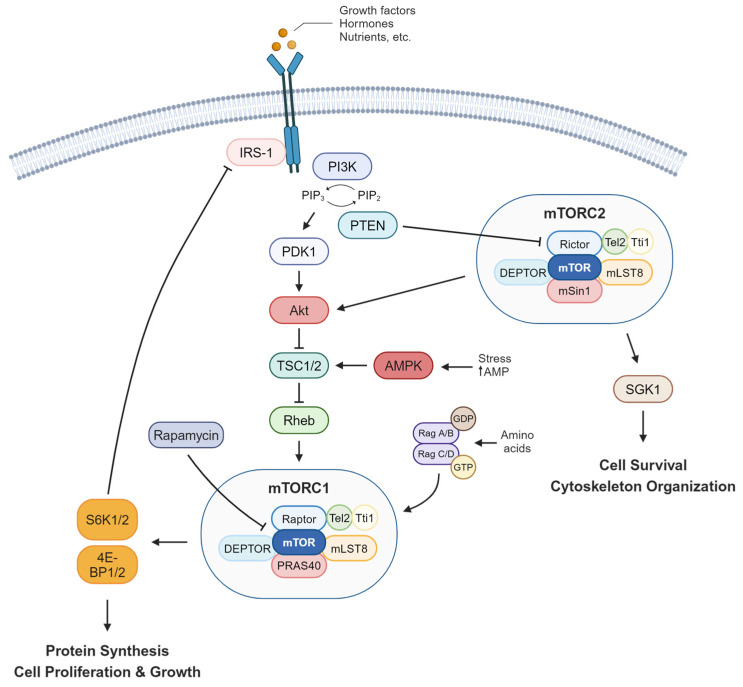 Growth factors
Hormones
Nutrients, etc.
IRS-1
PI3K
PIP3
PIP2
PTEN
PDK1
Akt
TSC1/2
AMPK
Stress
↑AMP
Rheb
mTORC2
Rictor
Tel2
Tti1
DEPTOR
mTOR
mLST8
mSin1
SGK1
Cell Survival
Cytoskeleton Organization
Rapamycin
GDP
Rag A/B
Rag C/D
GTP
Amino
acids
mTORC1
Raptor
Tel2
Tti1
DEPTOR
mTOR
mLST8
PRAS40
S6K1/2
4E-
BP1/2
Protein Synthesis
Cell Proliferation & Growth